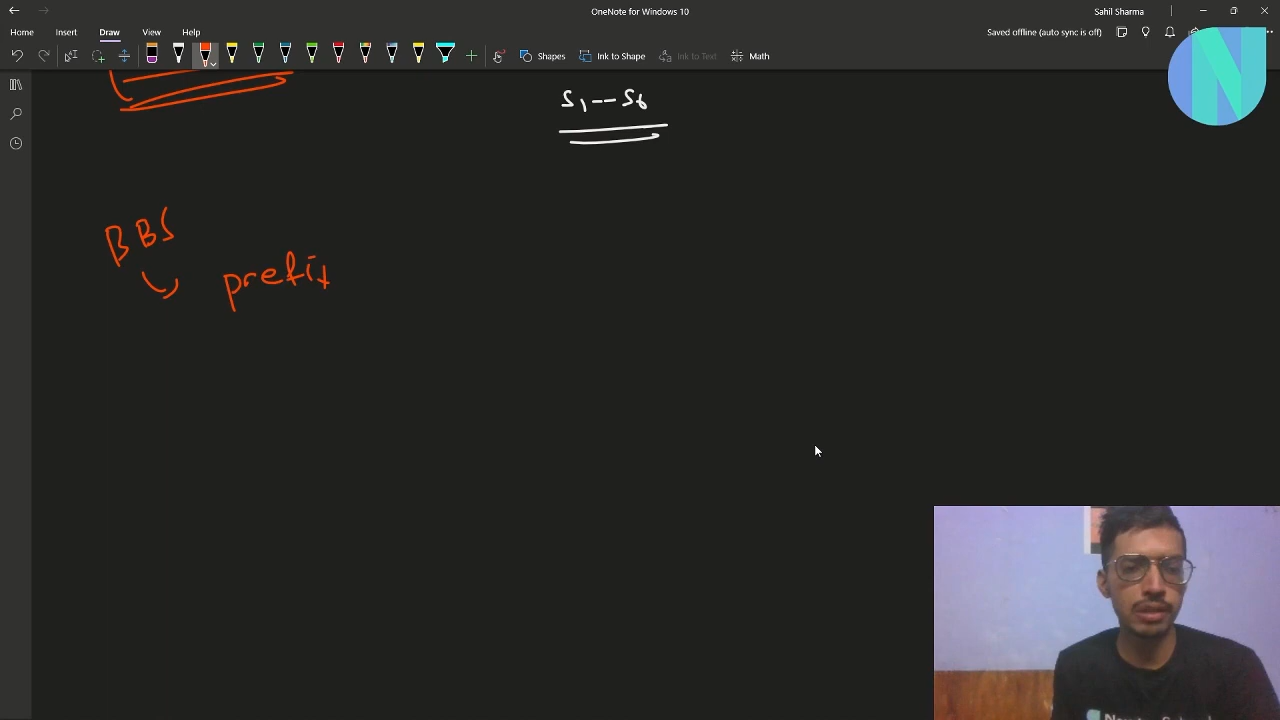 OneNote for Windows 10
Sahil Sharma
Home Insert Draw View Help
Saved offline (auto sync is off)
Shapes Ink to Shape Ink to Text Math
S1 -- S6
BBS
prefix